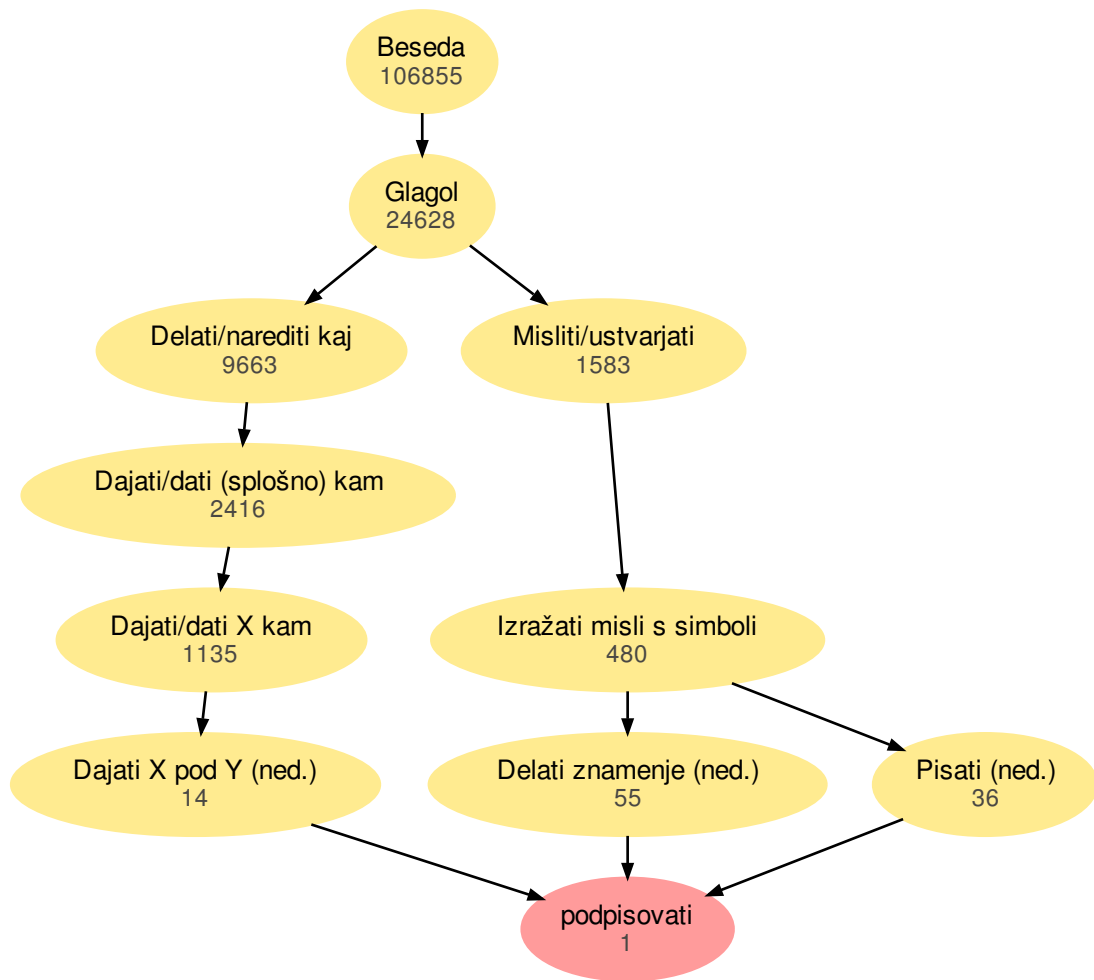 Beseda
106855
Glagol
24628
Delati/narediti kaj
9663
Misliti/ustvarjati
1583
Dajati/dati (splošno) kam
2416
Dajati/dati X kam
1135
Izražati misli s simboli
480
Dajati X pod Y (ned.)
14
Delati znamenje (ned.)
55
Pisati (ned.)
36
podpisovati
1